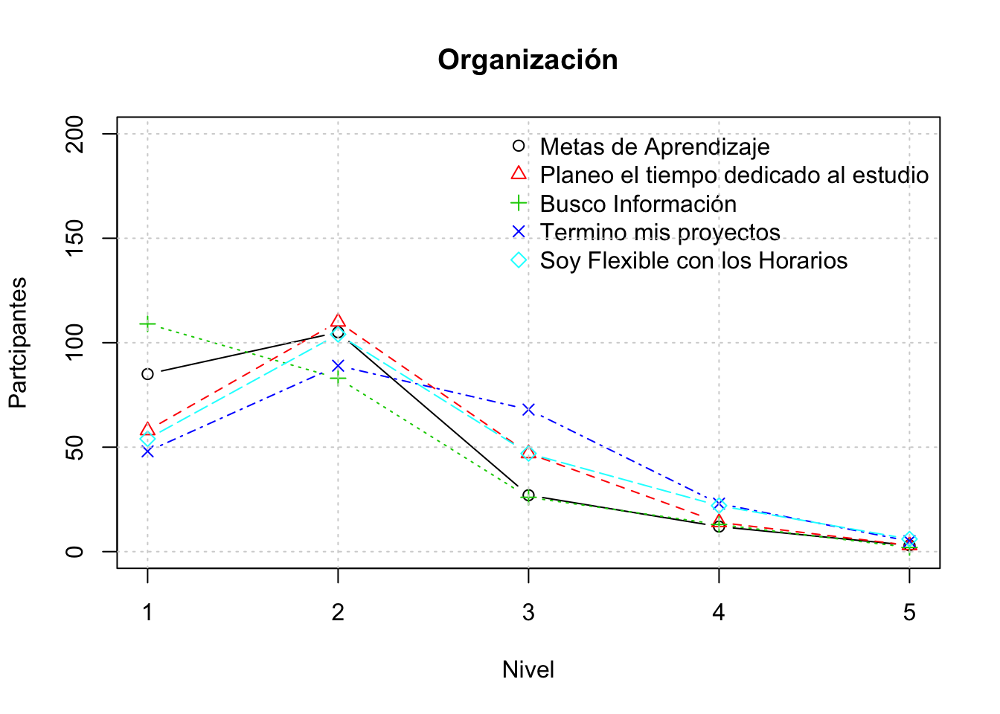 Organización
Partcipantes
200
150
100
50
0
Metas de Aprendizaje
Planeo el tiempo dedicado al estudio
Busco Información
Termino mis proyectos
Soy Flexible con los Horarios
1 2 3 4 5
Nivel